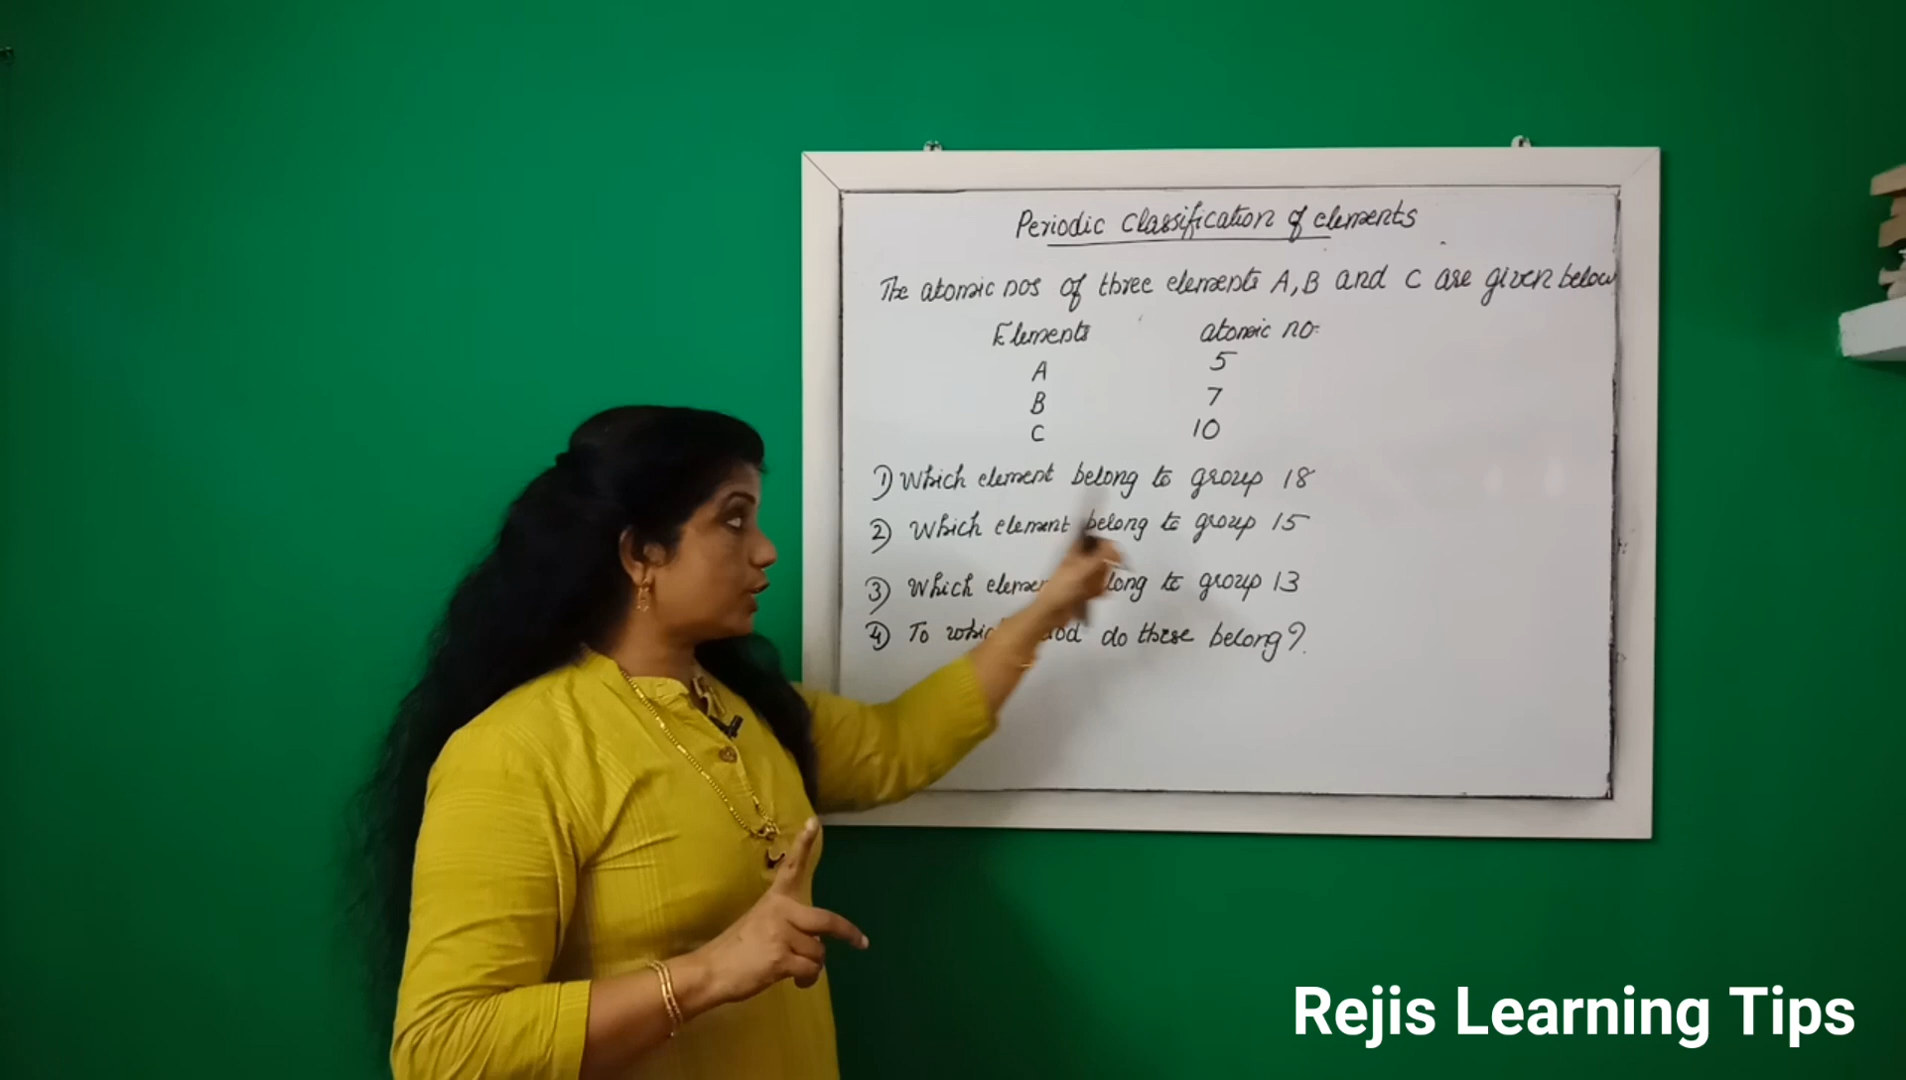 Periodic Classification of elements
The atomic nos of three elements A, B and C are given below
Elements atomic no:
A 5
B 7
C 10
1) Which element belong to group 18
2) Which element belong to group 15
3) Which long to group 13
4) To do these belong?
Rejis Learning Tips